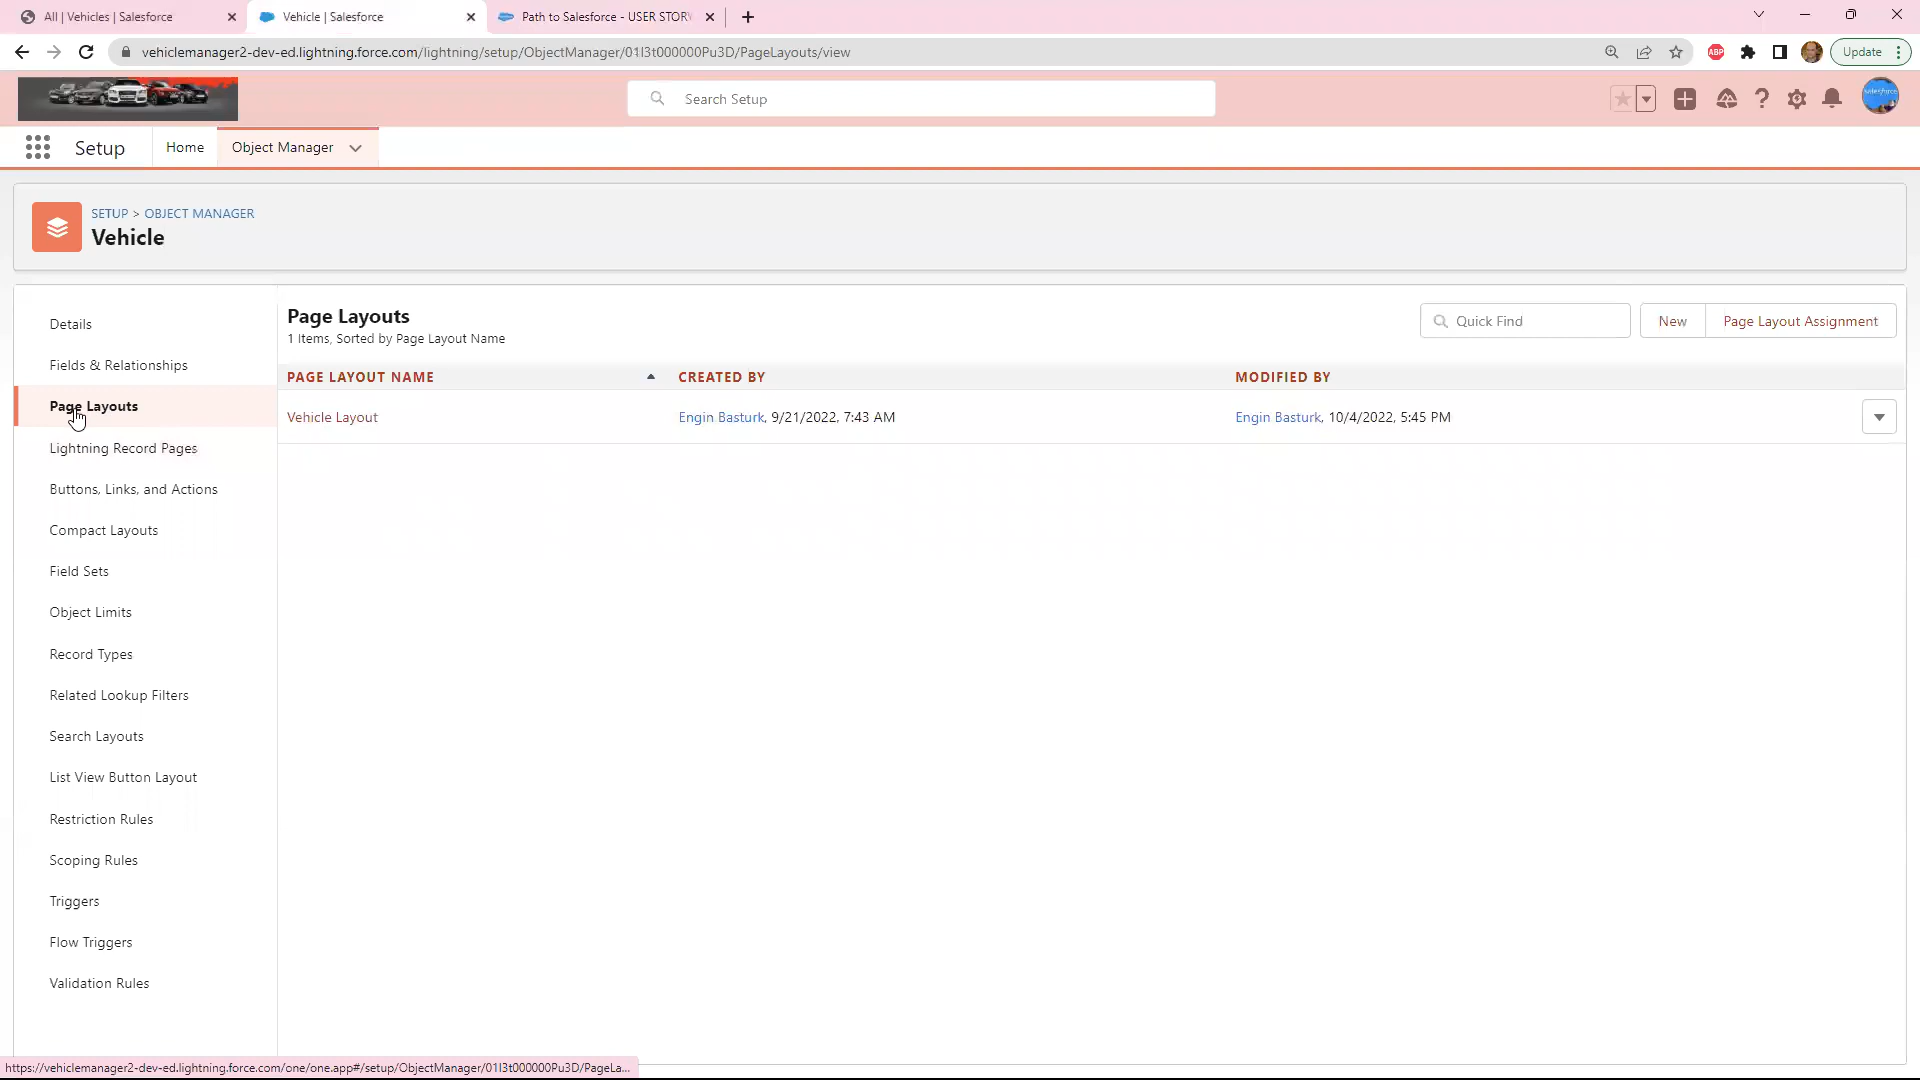 All | Vehicles | Salesforce
Vehicle | Salesforce
Path to Salesforce - USER STOR
vehiclemanager2-dev-ed.lightning.force.com/lightning/setup/ObjectManager/01I3t000000Pu3D/PageLayouts/view
ABP
Update
Search Setup
Setup
Home
Object Manager
SETUP > OBJECT MANAGER
Vehicle
Details
Fields & Relationships
Page Layouts
Lightning Record Pages
Buttons, Links, and Actions
Compact Layouts
Field Sets
Object Limits
Record Types
Related Lookup Filters
Search Layouts
List View Button Layout
Restriction Rules
Scoping Rules
Triggers
Flow Triggers
Validation Rules
Page Layouts
1 Items, Sorted by Page Layout Name
Quick Find
New
Page Layout Assignment
PAGE LAYOUT NAME CREATED BY MODIFIED BY
Vehicle Layout Engin Basturk, 9/21/2022, 7:43 AM Engin Basturk, 10/4/2022, 5:45 PM
https://vehiclemanager2-dev-ed.lightning.force.com/one/one.app#/setup/ObjectManager/01I3t000000Pu3D/PageLa...